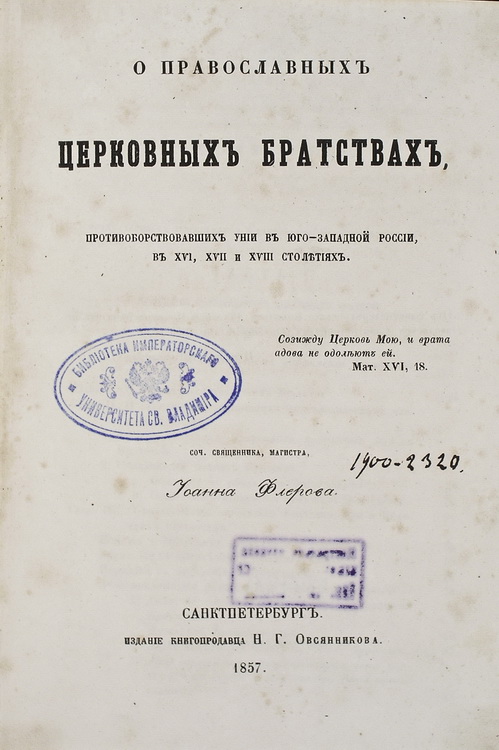 О ПРАВОСЛАВНЫХЪ
ЦЕРКОВНЫХЪ БРАТСТВАХЪ,
ПРОТИВОБОРСТВОВАВШИХЪ УНІИ ВЪ ЮГО-ЗАПАДНОЙ РОССІИ,
ВЪ XVI, XVII И XVIII СТОЛѢТІЯХЪ.
Созижду Церковь Мою, и врата
адова не одолѣютъ ей.
Мат. XVI, 18.
БИБЛІОТЕКА ИМПЕРАТОРСКАГО
УНИВЕРСИТЕТА СВ. ВЛАДИМІРА
СОЧ. СВЯЩЕННИКА, МАГИСТРА,
1900-2320.
Іоанна Флерова.
САНКТПЕТЕРБУРГЪ.
ИЗДАНІЕ КНИГОПРОДАВЦА Н. Г. Овсянникова.
1857.